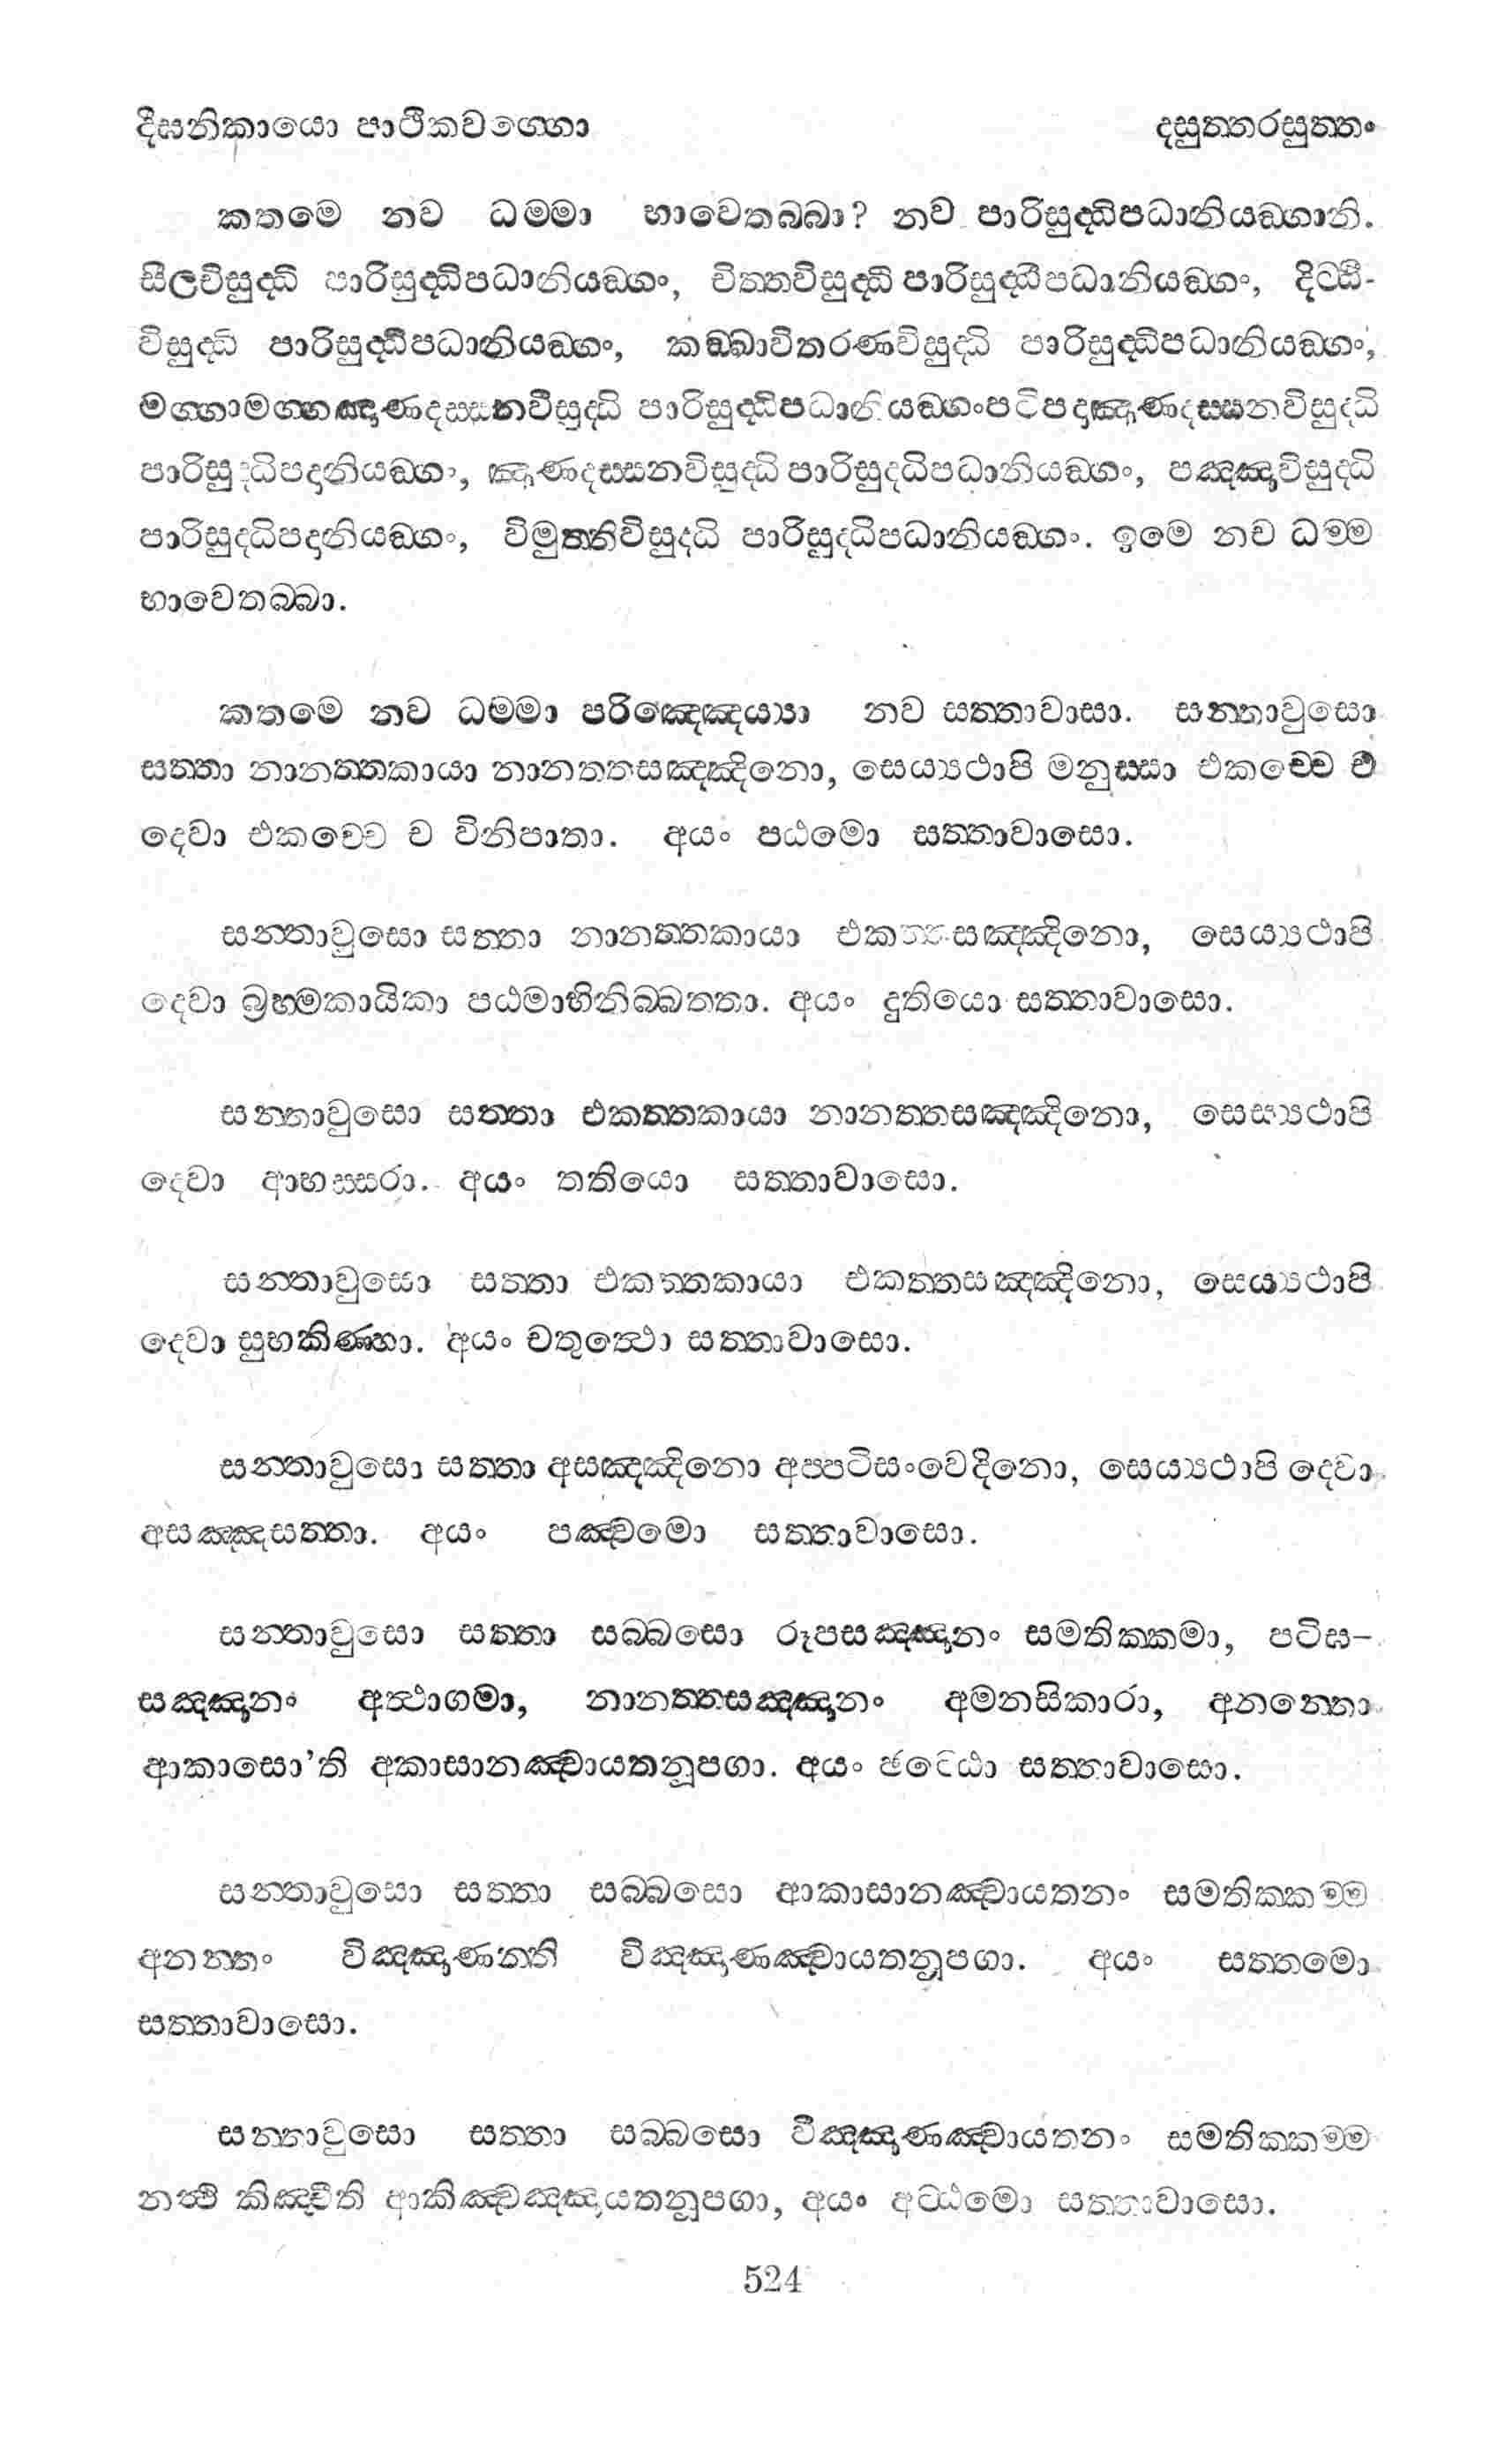 දීඝනිකායො පාථිකවග්ගො දසුත්තරසුත්තං
කතමෙ නව ධම්මා භාවෙතබ්බා? නව පාරිසුද්ධිපධානියඞ්ගානි.
සීලවිසුද්ධි පාරිසුද්ධිපධානියඞ්ගං, චිත්තවිසුද්ධි පාරිසුද්ධිපධානියඞ්ගං, දිට්ඨි-
විසුද්ධි පාරිසුද්ධිපධානියඞ්ගං, කඞ්ඛාවිතරණවිසුද්ධි පාරිසුද්ධිපධානියඞ්ගං,
මග්ගාමග්ගඤාණදස්සනවිසුද්ධි පාරිසුද්ධිපධානියඞ්ගංපටිපදාඤාණදස්සනවිසුද්ධි
පාරිසුද්ධිපදානියඞ්ගං, ඤාණදස්සනවිසුද්ධි පාරිසුද්ධිපධානියඞ්ගං, පඤ්ඤාවිසුද්ධි
පාරිසුද්ධිපදානියඞ්ගං, විමුත්තිවිසුද්ධි පාරිසුද්ධිපධානියඞ්ගං. ඉමෙ නව ධම්ම
භාවෙතබ්බා.
කතමෙ නව ධම්මා පරිඤ්ඤෙය්‍යා නව සත්තාවාසා. සන්තාවුසො
සත්තා නානත්තකායා නානත්තසඤ්ඤිනො, සෙය්‍යථාපි මනුස්සා එකච්චෙ ච
දෙවා එකච්චෙ ච විනිපාතා. අයං පඨමො සත්තාවාසො.
සන්තාවුසො සත්තා නානත්තකායා එකත්තසඤ්ඤිනො, සෙය්‍යථාපි
දෙවා බ්‍රහ්මකායිකා පඨමාභිනිබ්බත්තා. අයං දුතියො සත්තාවාසො.
සන්තාවුසො සත්තා එකත්තකායා නානත්තසඤ්ඤිනො, සෙය්‍යථාපි
දෙවා ආභස්සරා. අයං තතියො සත්තාවාසො.
සන්තාවුසො සත්තා එකත්තකායා එකත්තසඤ්ඤිනො, සෙය්‍යථාපි
දෙවා සුභකිණ්හා. අයං චතුත්ථො සත්තාවාසො.
සන්තාවුසො සත්තා අසඤ්ඤිනො අප්පටිසංවෙදිනො, සෙය්‍යථාපි දෙවා
අසඤ්ඤසත්තා. අයං පඤ්චමො සත්තාවාසො.
සන්තාවුසො සත්තා සබ්බසො රූපසඤ්ඤානං සමතික්කමා, පටිඝ-
සඤ්ඤානං අත්ථාගමා, නානත්තසඤ්ඤානං අමනසිකාරා, අනන්තො
ආකාසො’ති අකාසානඤ්චායතනූපගා. අයං ඡට්ඨො සත්තාවාසො.
සන්තාවුසො සත්තා සබ්බසො ආකාසානඤ්චායතනං සමතික්කම්ම
අනන්තං විඤ්ඤාණන්ති විඤ්ඤාණඤ්චායතනූපගා. අයං සත්තමො
සත්තාවාසො.
සන්තාවුසො සත්තා සබ්බසො විඤ්ඤාණඤ්චායතනං සමතික්කම්ම
නත්ථි කිඤ්චීති ආකිඤ්චඤ්ඤායතනූපගා, අයං අට්ඨමො සත්තාවාසො.
524